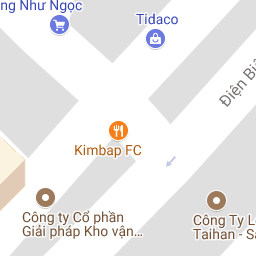 ng Như Ngọc
Tidaco
Điện Bi
Kimbap FC
Công ty Cổ phần
Giải pháp Kho vận...
Công Ty L
Taihan - S